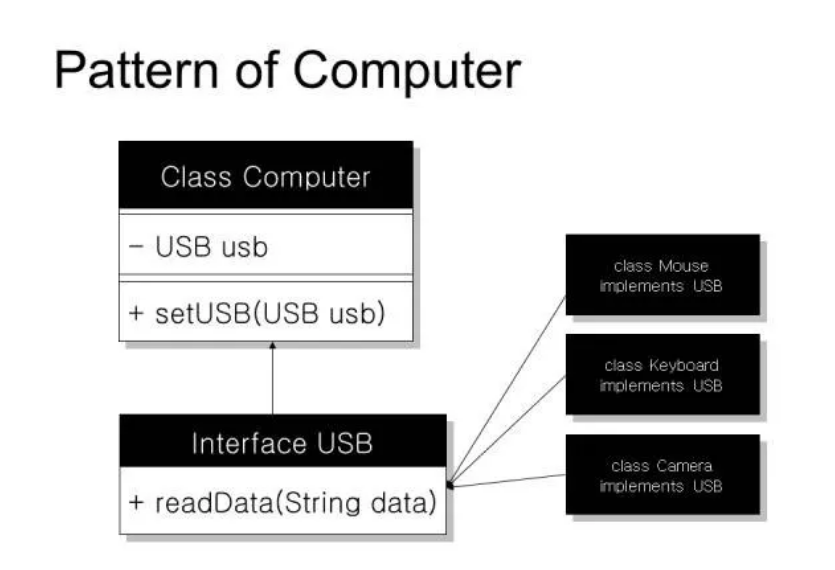 Pattern of Computer
Class Computer
- USB usb
+ setUSB(USB usb)
Interface USB
+ readData(String data)
class Mouse
implements USB
class Keyboard
implements USB
class Camera
implements USB